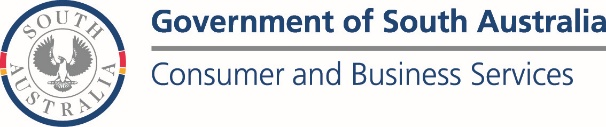 SOUTH
AUSTRALIA
Government of South Australia
Consumer and Business Services